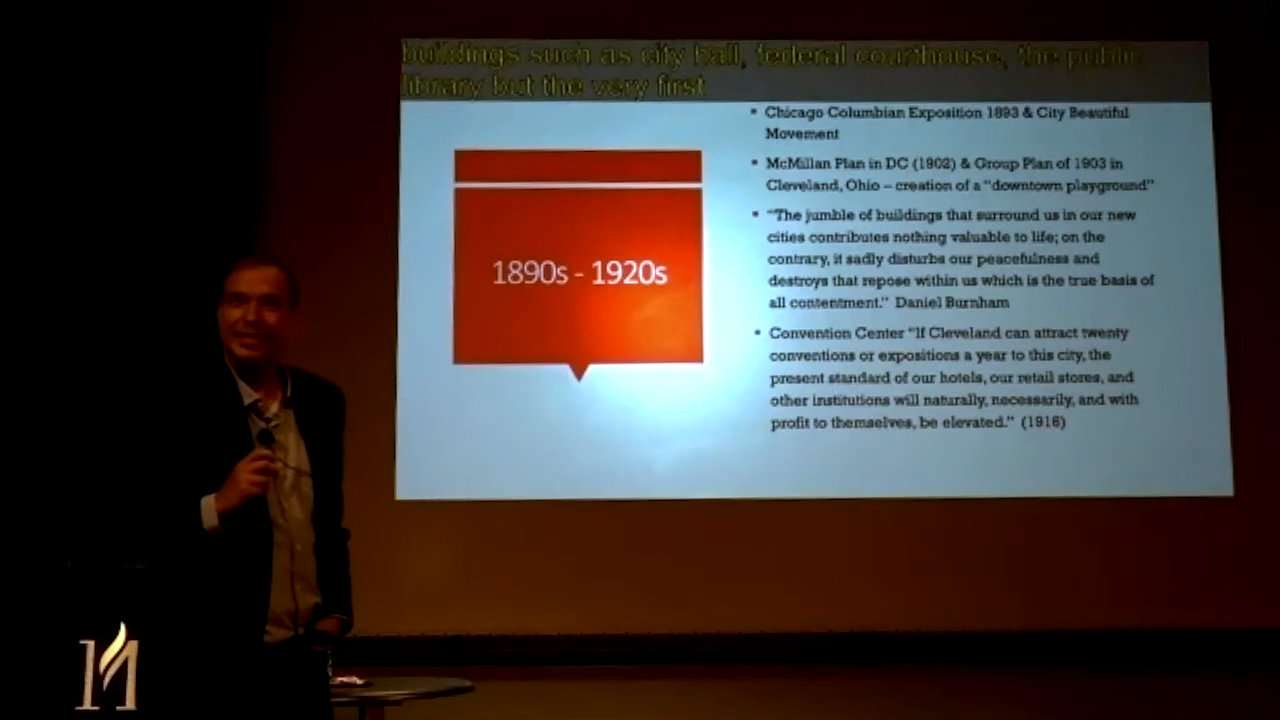 buildings such as city hall, federal courthouse, the public
library but the very first
1890s - 1920s
▪ Chicago Columbian Exposition 1893 & City Beautiful
Movement
▪ McMillan Plan in DC (1902) & Group Plan of 1903 in
Cleveland, Ohio – creation of a "downtown playground"
▪ "The jumble of buildings that surround us in our new
cities contributes nothing valuable to life; on the
contrary, it sadly disturbs our peacefulness and
destroys that repose within us which is the true basis of
all contentment." Daniel Burnham
▪ Convention Center "If Cleveland can attract twenty
conventions or expositions a year to this city, the
present standard of our hotels, our retail stores, and
other institutions will naturally, necessarily, and with
profit to themselves, be elevated." (1916)